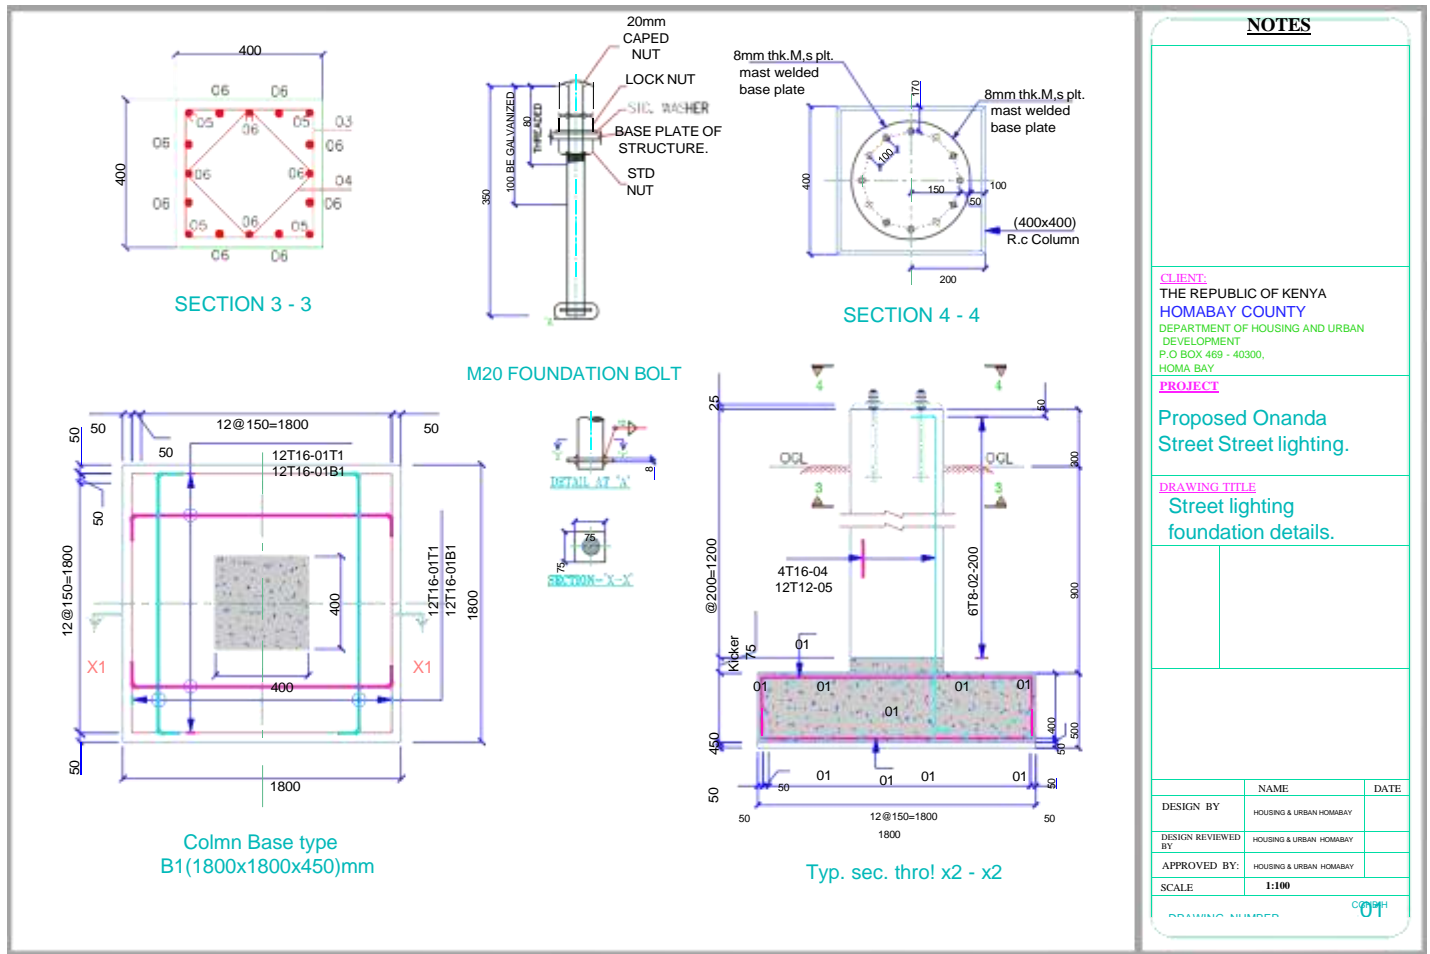 400
06
06
05
06
05
03
06
06
400
06
06
04
06
06
05
06
05
06
06
SECTION 3 - 3
20mm
CAPED
NUT
LOCK NUT
WASHER
BASE PLATE OF
STRUCTURE.
STD
NUT
350
100 BE GALVANIZED
80
THREADED
M20 FOUNDATION BOLT
8mm thk.M,s plt.
mast welded
base plate
170
8mm thk.M,s plt.
mast welded
base plate
400
100
150
50
100
(400x400)
R.c Column
200
SECTION 4 - 4
50
50
50
12@150=1800
50
12T16-01T1
12T16-01B1
50
12@150=1800
400
400
12T16-01T1
12T16-01B1
1800
X1
X1
50
1800
Colmn Base type
B1(1800x1800x450)mm
8
DETAIL AT 'A'
75
75
SECTION-'X-X'
4
4
25
50
OGL
OGL
300
3
3
@200=1200
4T16-04
12T12-05
6T8-02-200
900
Kicker
75
01
01
01
01
01
01
450
400
50
500
50
50
01
01
01
01
50
50
12@150=1800
50
1800
Typ. sec. thro! x2 - x2
NOTES
CLIENT:
THE REPUBLIC OF KENYA
HOMABAY COUNTY
DEPARTMENT OF HOUSING AND URBAN
DEVELOPMENT
P.O BOX 469 - 40300,
HOMA BAY
PROJECT
Proposed Onanda
Street Street lighting.
DRAWING TITLE
Street lighting
foundation details.
NAME DATE
DESIGN BY HOUSING & URBAN HOMABAY
DESIGN REVIEWED HOUSING & URBAN HOMABAY
BY
APPROVED BY: HOUSING & URBAN HOMABAY
SCALE 1:100
DRAWING NUMBER 01